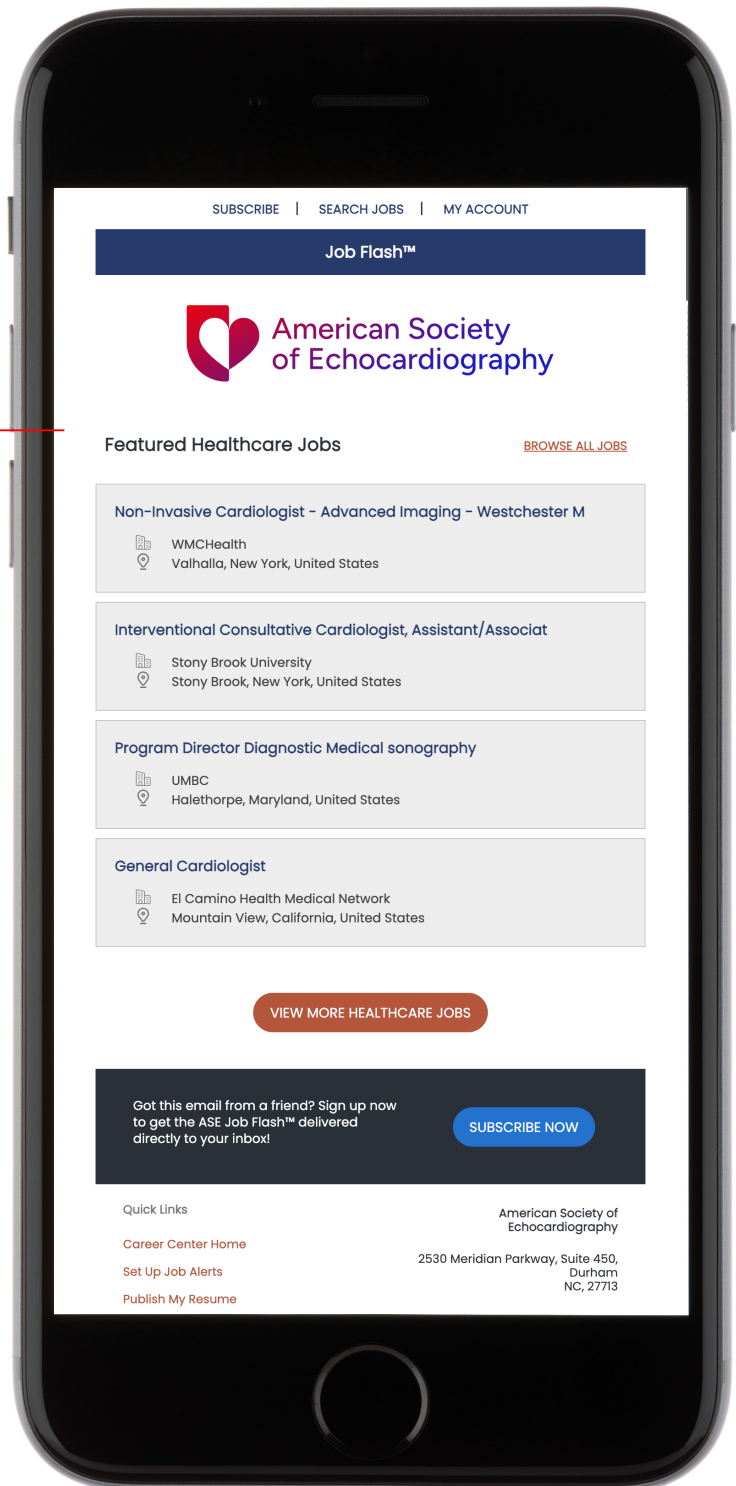 SUBSCRIBE | SEARCH JOBS | MY ACCOUNT
Job Flash™
American Society
of Echocardiography
Featured Healthcare Jobs
BROWSE ALL JOBS
Non-Invasive Cardiologist - Advanced Imaging - Westchester M
WMCHealth
Valhalla, New York, United States
Interventional Consultative Cardiologist, Assistant/Associat
Stony Brook University
Stony Brook, New York, United States
Program Director Diagnostic Medical sonography
UMBC
Halethorpe, Maryland, United States
General Cardiologist
El Camino Health Medical Network
Mountain View, California, United States
VIEW MORE HEALTHCARE JOBS
Got this email from a friend? Sign up now
to get the ASE Job Flash™ delivered
directly to your inbox!
SUBSCRIBE NOW
Quick Links
Career Center Home
Set Up Job Alerts
Publish My Resume
American Society of
Echocardiography
2530 Meridian Parkway, Suite 450,
Durham
NC, 27713